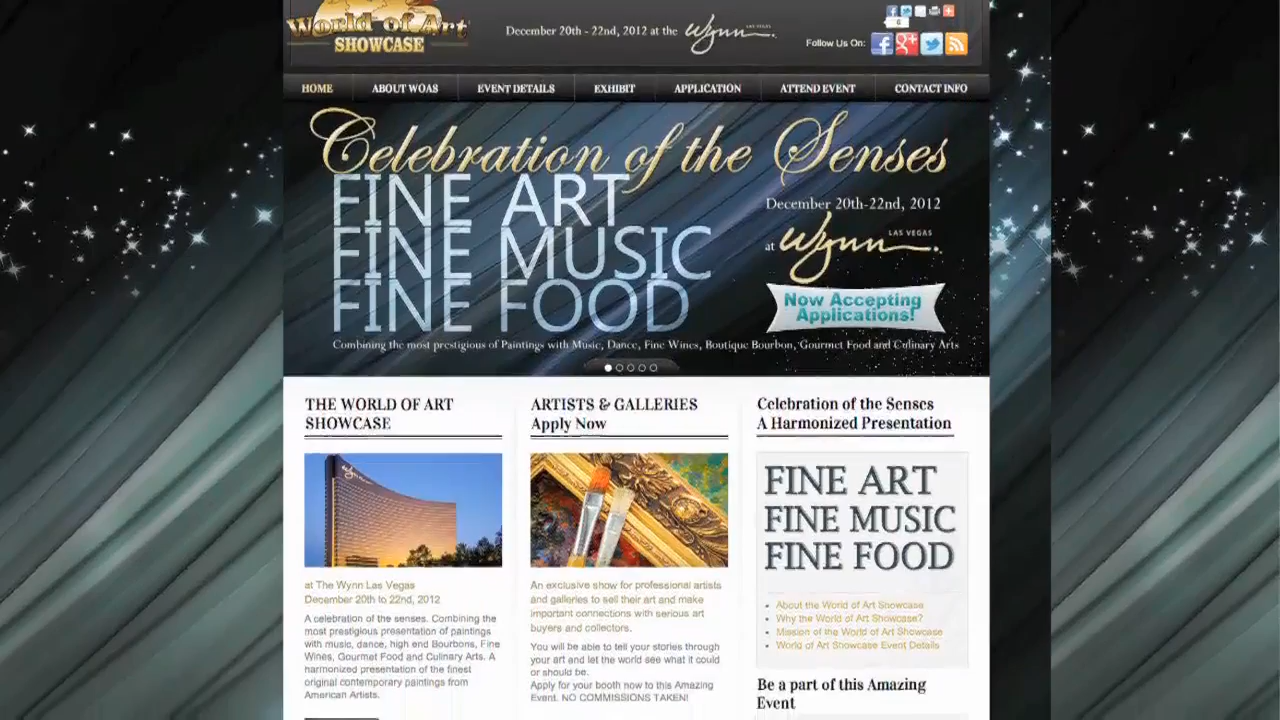 World of Art
SHOWCASE
December 20th - 22nd, 2012 at the Wynn LAS VEGAS
6
Follow Us On:
HOME ABOUT WOAS EVENT DETAILS EXHIBIT APPLICATION ATTEND EVENT CONTACT INFO
Celebration of the Senses
FINE ART
FINE MUSIC
FINE FOOD
December 20th-22nd, 2012
at Wynn LAS VEGAS
Now Accepting
Applications!
Combining the most prestigious of Paintings with Music, Dance, Fine Wines, Boutique Bourbon, Gourmet Food and Culinary Arts
THE WORLD OF ART
SHOWCASE
Wynn
at The Wynn Las Vegas
December 20th to 22nd, 2012
A celebration of the senses. Combining the
most prestigious presentation of paintings
with music, dance, high end Bourbons, Fine
Wines, Gourmet Food and Culinary Arts. A
harmonized presentation of the finest
original contemporary paintings from
American Artists.
ARTISTS & GALLERIES
Apply Now
An exclusive show for professional artists
and galleries to sell their art and make
important connections with serious art
buyers and collectors.
You will be able to tell your stories through
your art and let the world see what it could
or should be.
Apply for your booth now to this Amazing
Event. NO COMMISSIONS TAKEN!
Celebration of the Senses
A Harmonized Presentation
FINE ART
FINE MUSIC
FINE FOOD
About the World of Art Showcase
Why the World of Art Showcase?
Mission of the World of Art Showcase
World of Art Showcase Event Details
Be a part of this Amazing
Event